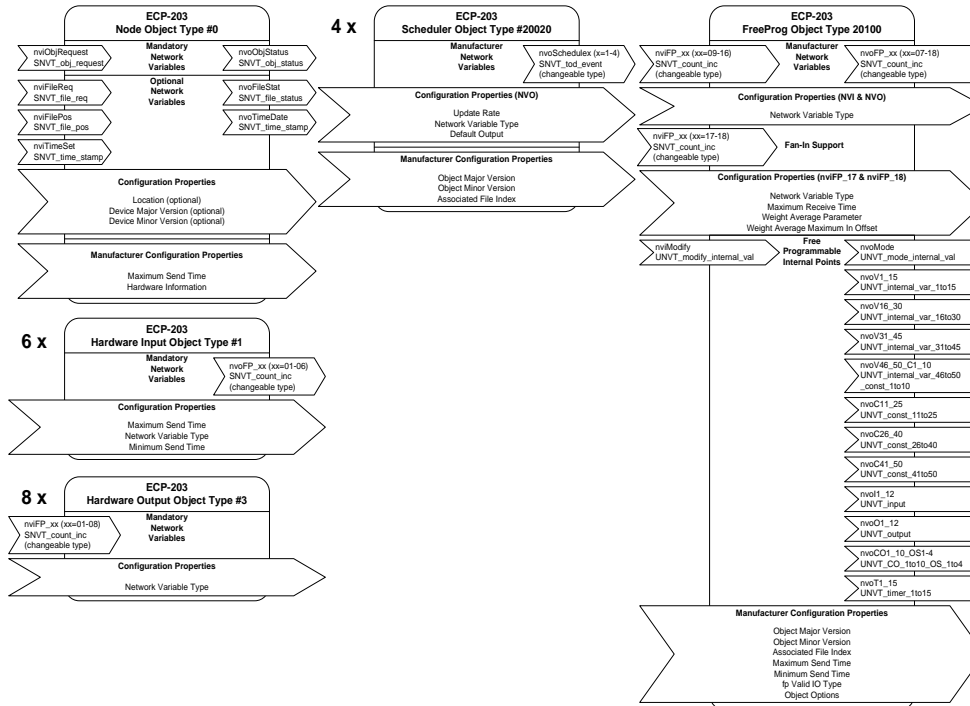 ECP-203
Node Object Type #0
nviObjRequest
SNVT_obj_request
Mandatory
Network
Variables
nvoObjStatus
SNVT_obj_status
nviFileReq
SNVT_file_req
Optional
Network
Variables
nvoFileStat
SNVT_file_status
nviFilePos
SNVT_file_pos
nvoTimeDate
SNVT_time_stamp
nviTimeSet
SNVT_time_stamp
Configuration Properties
Location (optional)
Device Major Version (optional)
Device Minor Version (optional)
Manufacturer Configuration Properties
Maximum Send Time
Hardware Information
6 x
ECP-203
Hardware Input Object Type #1
Mandatory
Network
Variables
nvoFP_xx (xx=01-06)
SNVT_count_inc
(changeable type)
Configuration Properties
Maximum Send Time
Network Variable Type
Minimum Send Time
8 x
ECP-203
Hardware Output Object Type #3
nviFP_xx (xx=01-08)
SNVT_count_inc
(changeable type)
Mandatory
Network
Variables
Configuration Properties
Network Variable Type
4 x
ECP-203
Scheduler Object Type #20020
Manufacturer
Network
Variables
nvoSchedulex (x=1-4)
SNVT_tod_event
(changeable type)
Configuration Properties (NVO)
Update Rate
Network Variable Type
Default Output
Manufacturer Configuration Properties
Object Major Version
Object Minor Version
Associated File Index
ECP-203
FreeProg Object Type 20100
nviFP_xx (xx=09-16)
SNVT_count_inc
(changeable type)
Manufacturer
Network
Variables
nvoFP_xx (xx=07-18)
SNVT_count_inc
(changeable type)
Configuration Properties (NVI & NVO)
Network Variable Type
nviFP_xx (xx=17-18)
SNVT_count_inc
(changeable type)
Fan-In Support
Configuration Properties (nviFP_17 & nviFP_18)
Network Variable Type
Maximum Receive Time
Weight Average Parameter
Weight Average Maximum In Offset
nviModify
UNVT_modify_internal_val
Free
Programmable
Internal Points
nvoMode
UNVT_mode_internal_val
nvoV1_15
UNVT_internal_var_1to15
nvoV16_30
UNVT_internal_var_16to30
nvoV31_45
UNVT_internal_var_31to45
nvoV46_50_C1_10
UNVT_internal_var_46to50
_const_1to10
nvoC11_25
UNVT_const_11to25
nvoC26_40
UNVT_const_26to40
nvoC41_50
UNVT_const_41to50
nvoI1_12
UNVT_input
nvoO1_12
UNVT_output
nvoCO1_10_OS1-4
UNVT_CO_1to10_OS_1to4
nvoT1_15
UNVT_timer_1to15
Manufacturer Configuration Properties
Object Major Version
Object Minor Version
Associated File Index
Maximum Send Time
Minimum Send Time
fp Valid IO Type
Object Options